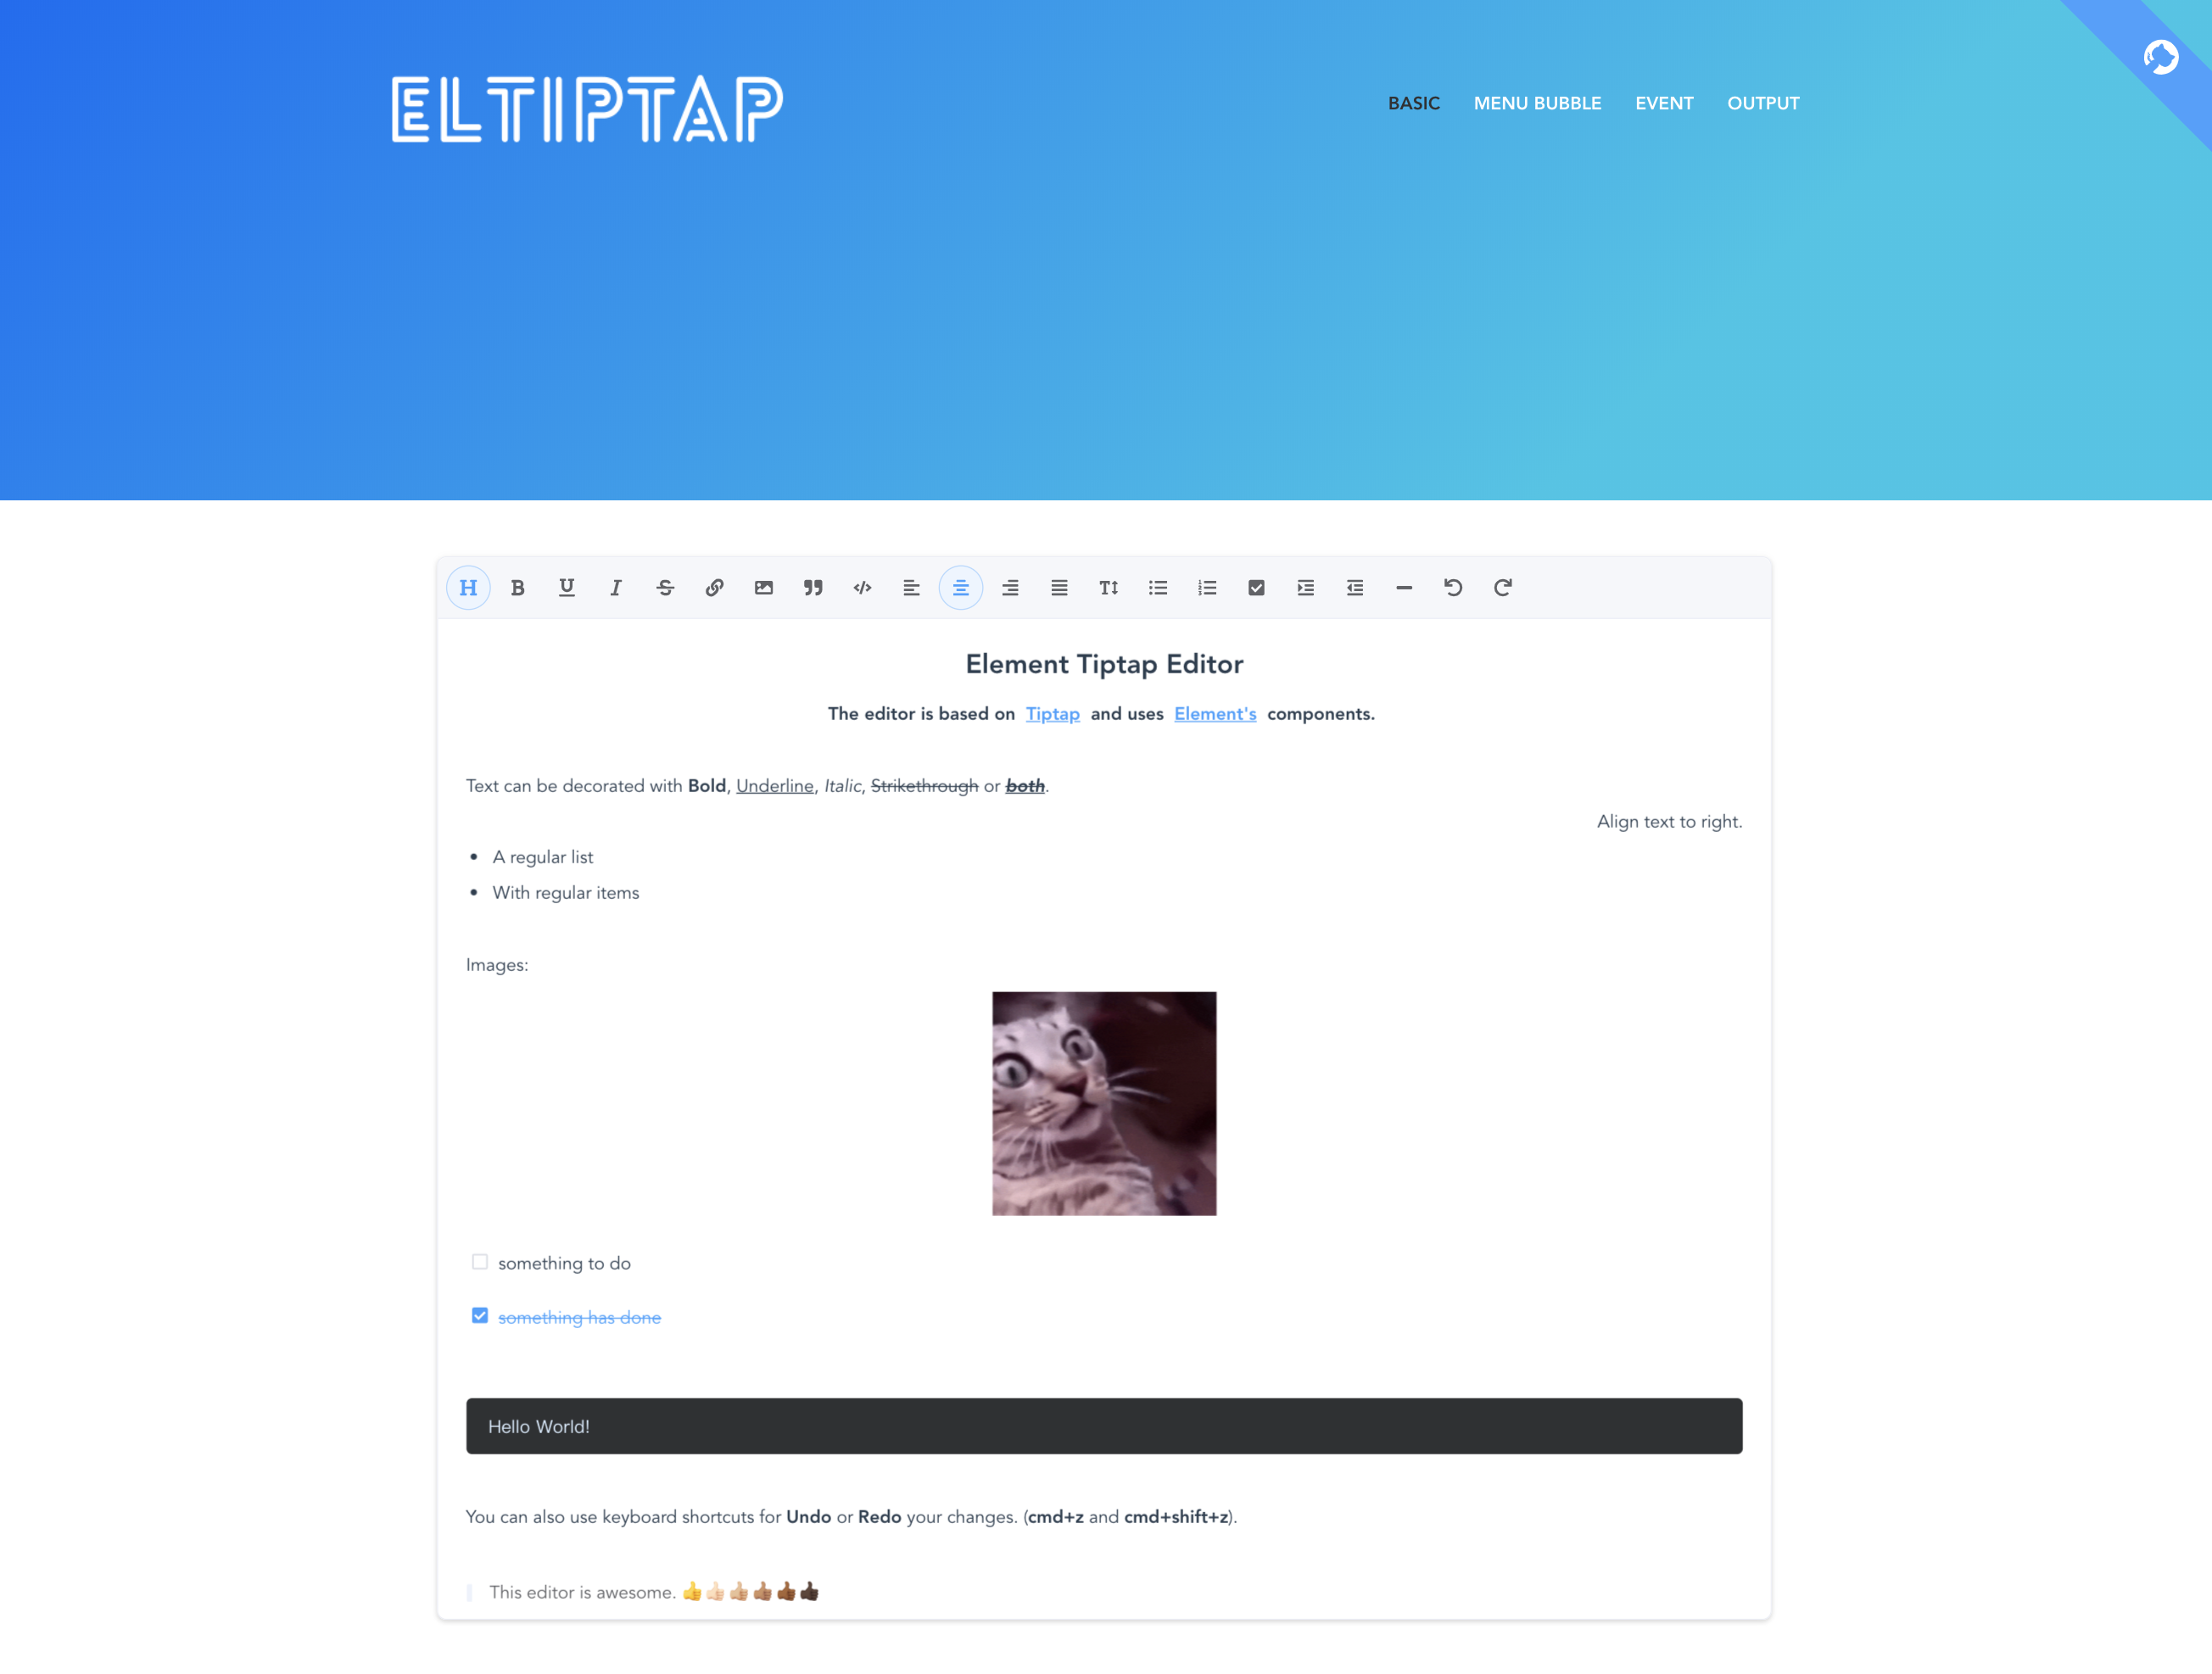 ELTIPTAP
BASIC MENU BUBBLE EVENT OUTPUT
H B U I S T
Element Tiptap Editor
The editor is based on Tiptap and uses Element's components.
Text can be decorated with Bold, Underline, Italic, Strikethrough or both.
Align text to right.
• A regular list
• With regular items
Images:
something to do
something has done
Hello World!
You can also use keyboard shortcuts for Undo or Redo your changes. (cmd+z and cmd+shift+z).
This editor is awesome. 👍👍🏻👍🏼👍🏽👍🏾👍🏿